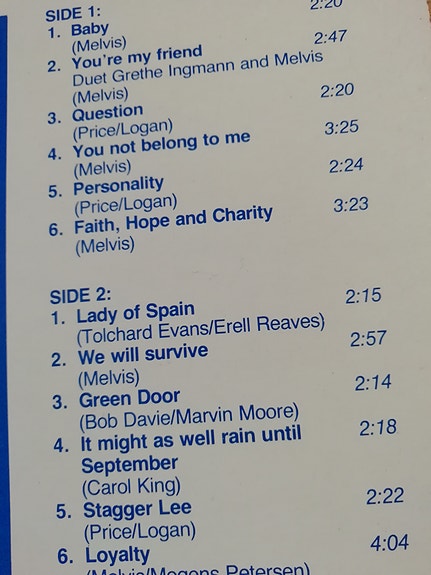 SIDE 1:
1. Baby 2:20
(Melvis)
2. You're my friend 2:47
Duet Grethe Ingmann and Melvis
(Melvis)
3. Question 2:20
(Price/Logan)
4. You not belong to me 3:25
(Melvis)
5. Personality 2:24
(Price/Logan)
6. Faith, Hope and Charity 3:23
(Melvis)
SIDE 2:
1. Lady of Spain 2:15
(Tolchard Evans/Erell Reaves)
2. We will survive 2:57
(Melvis)
3. Green Door 2:14
(Bob Davie/Marvin Moore)
4. It might as well rain until 2:18
September
(Carol King)
5. Stagger Lee 2:22
(Price/Logan)
6. Loyalty 4:04
(Melvis/Mogens Petersen)